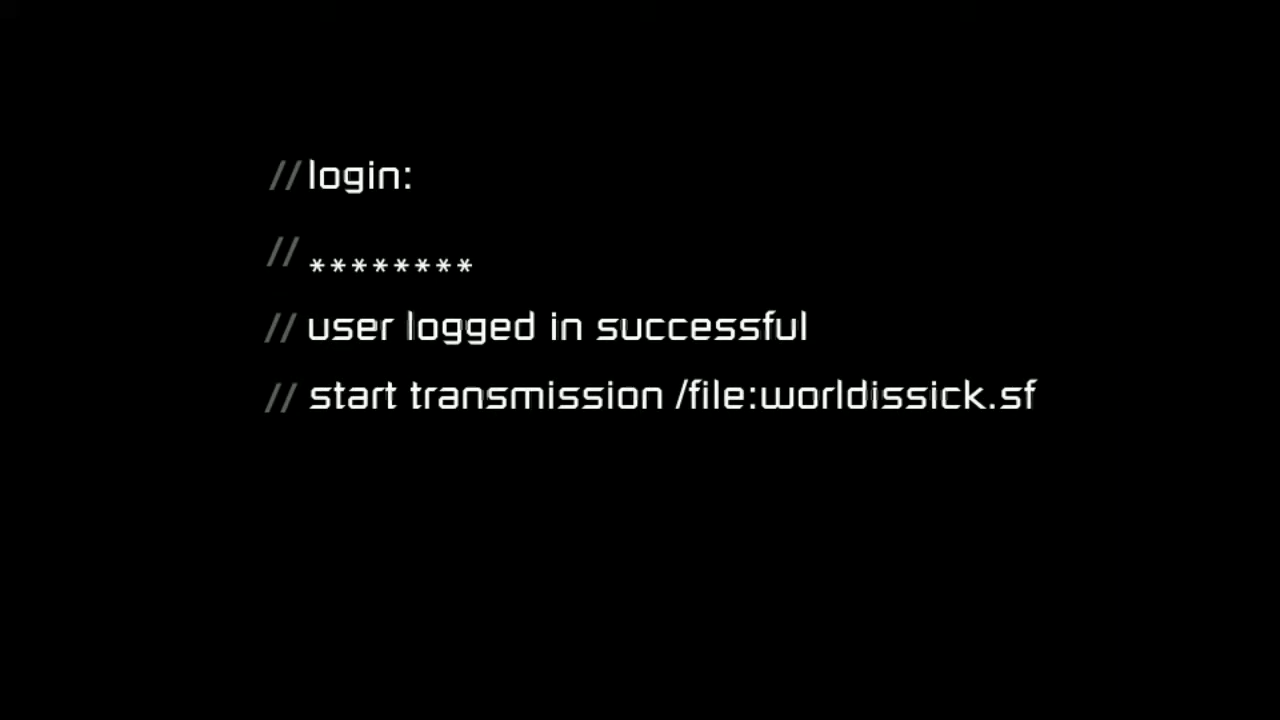 // login:
// ********
// user logged in successful
// start transmission /file:worldissick.sf